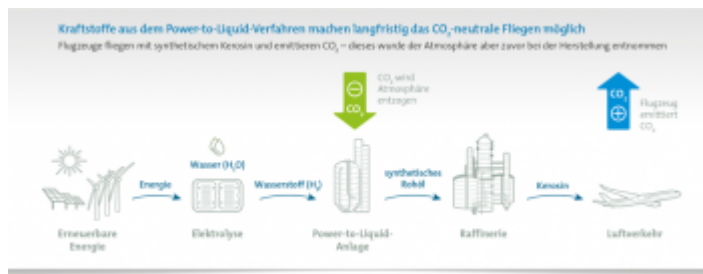 Kraftstoffe aus dem Power-to-Liquid-Verfahren machen langfristig das CO₂-neutrale Fliegen möglich
Flugzeuge fliegen mit synthetischem Kerosin und emittieren CO₂ – dieses wurde der Atmosphäre aber zuvor bei der Herstellung entnommen
CO₂
CO₂ wird
Atmosphäre
entzogen
CO₂
Flugzeug
emittiert
CO₂
Wasser (H₂O)
Energie
Wasserstoff (H₂)
synthetisches
Rohöl
Kerosin
Erneuerbare
Energie
Elektrolyse
Power-to-Liquid-
Anlage
Raffinerie
Luftverkehr